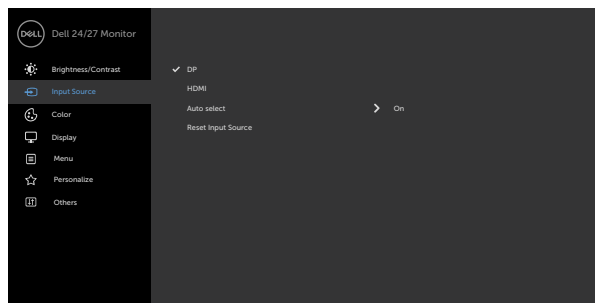 DELL
Dell 24/27 Monitor
Brightness/Contrast
Input Source
Color
Display
Menu
Personalize
Others
DP
HDMI
Auto select On
Reset Input Source